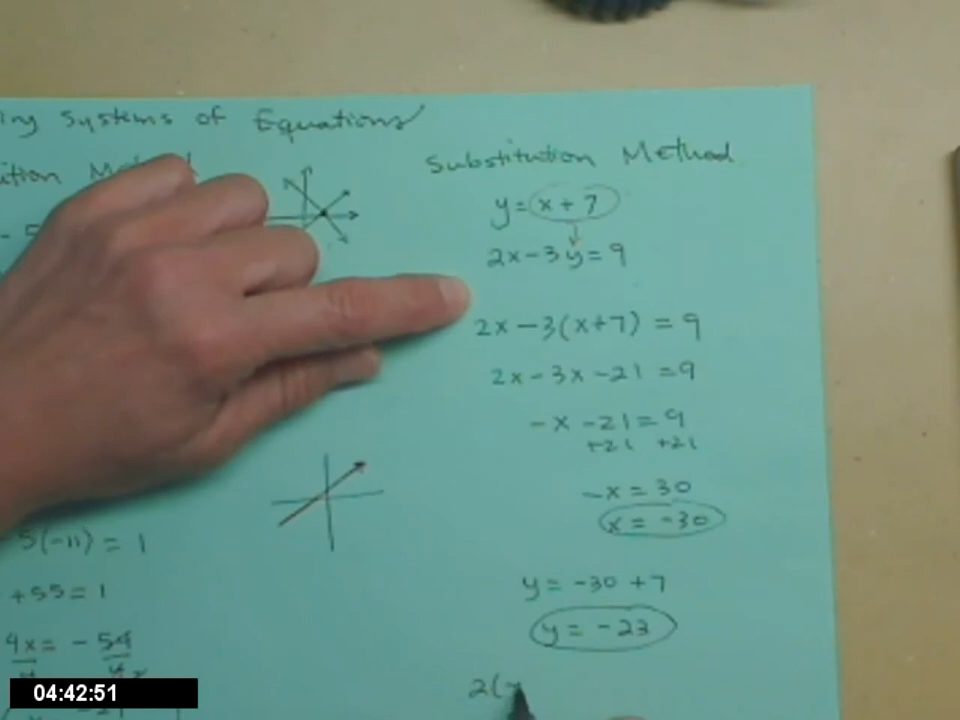 Systems of Equations
Substitution Method
y = x + 7
2x - 3y = 9
2x - 3(x+7) = 9
2x - 3x - 21 = 9
-x - 21 = 9
+21 +21
-x = 30
x = -30
y = -30 + 7
y = -23
2(
5(-11) = 1
+55 = 1
4x = -54
04:42:51